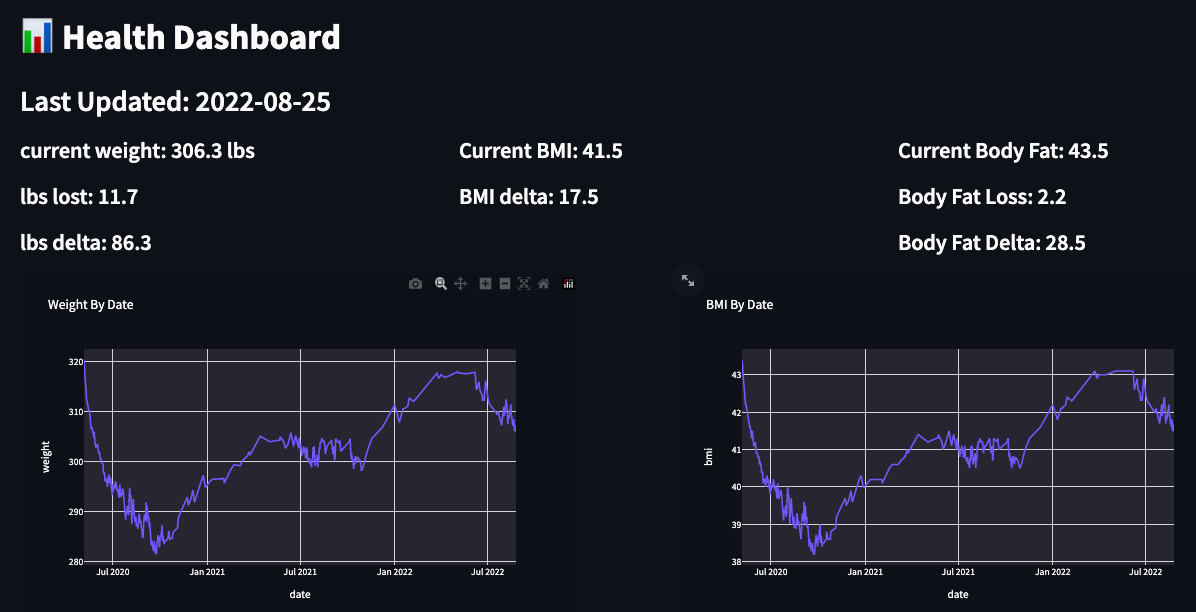 Health Dashboard
Last Updated: 2022-08-25
current weight: 306.3 lbs
Current BMI: 41.5
Current Body Fat: 43.5
lbs lost: 11.7
BMI delta: 17.5
Body Fat Loss: 2.2
lbs delta: 86.3
Body Fat Delta: 28.5
Weight By Date
320
310
300
290
280
weight
Jul 2020 Jan 2021 Jul 2021 Jan 2022 Jul 2022
date
BMI By Date
43
42
41
40
39
38
bmi
Jul 2020 Jan 2021 Jul 2021 Jan 2022 Jul 2022
date